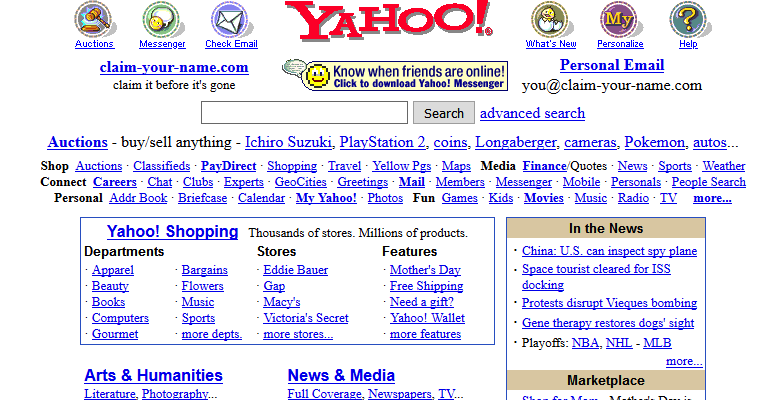 YAHOO!
Auctions Messenger Check Email What's New Personalize Help
claim-your-name.com
claim it before it's gone
Know when friends are online!
Click to download Yahoo! Messenger
Personal Email
you@claim-your-name.com
Search advanced search
Auctions - buy/sell anything - Ichiro Suzuki, PlayStation 2, coins, Longaberger, cameras, Pokemon, autos...
Shop Auctions · Classifieds · PayDirect · Shopping · Travel · Yellow Pgs · Maps Media Finance/Quotes · News · Sports · Weather
Connect Careers · Chat · Clubs · Experts · GeoCities · Greetings · Mail · Members · Messenger · Mobile · Personals · People Search
Personal Addr Book · Briefcase · Calendar · My Yahoo! · Photos Fun Games · Kids · Movies · Music · Radio · TV more...
Yahoo! Shopping Thousands of stores. Millions of products.
Departments Stores Features
· Apparel · Bargains · Eddie Bauer · Mother's Day
· Beauty · Flowers · Gap · Free Shipping
· Books · Music · Macy's · Need a gift?
· Computers · Sports · Victoria's Secret · Yahoo! Wallet
· Gourmet · more depts. · more stores... · more features
In the News
· China: U.S. can inspect spy plane
· Space tourist cleared for ISS
docking
· Protests disrupt Vieques bombing
· Gene therapy restores dogs' sight
· Playoffs: NBA, NHL - MLB
more...
Marketplace
Arts & Humanities
Literature, Photography...
News & Media
Full Coverage, Newspapers, TV...
· Shop for Mom - Mother's Day is